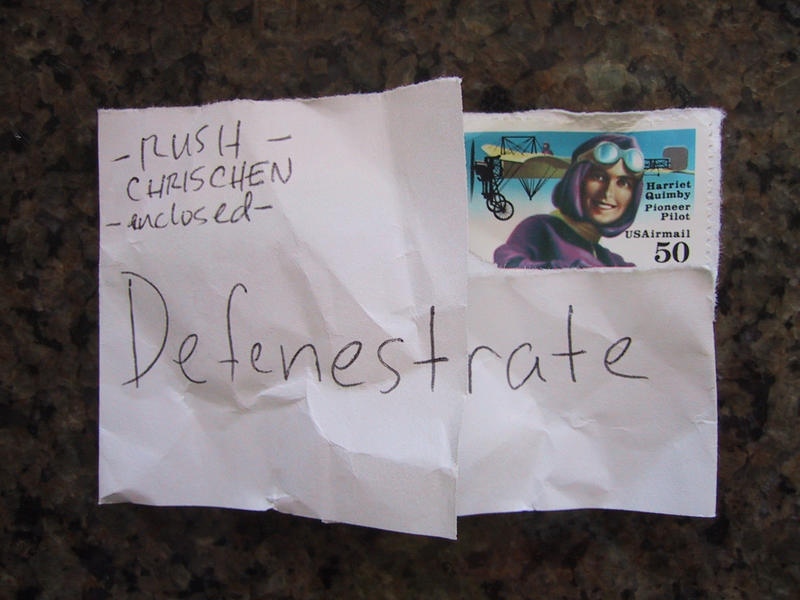 - RUSH -
CHRISCHEN
-enclosed-
Harriet
Quimby
Pioneer
Pilot
USAirmail
50
Defenestrate